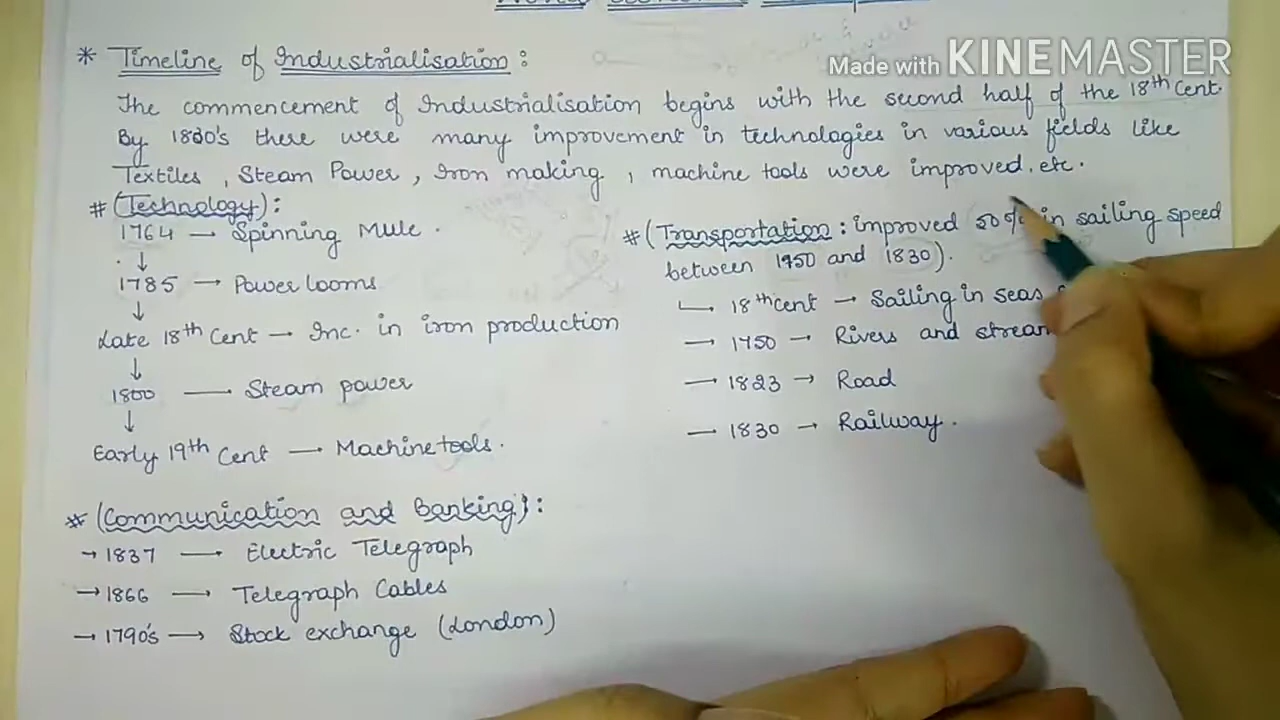 Made with KINEMASTER
* Timeline of Industrialisation :
The commencement of Industrialisation begins with the second half of the 18th Cent.
By 1830's there were many improvement in technologies in various fields like
Textiles , Steam Power , Iron making , machine tools were improved. etc.
# (Technology) :
1764 → Spinning Mule .
↓
1785 → Power looms
↓
Late 18th Cent → Inc. in iron production
↓
1800 → Steam power
↓
Early 19th Cent → Machine tools .
# (Transportation : improved 50% in sailing speed
between 1750 and 1830).
18th Cent → Sailing in seas
→ 1750 → Rivers and
→ 1823 → Road
→ 1830 → Railway .
* (Communication and Banking) :
→ 1837 → Electric Telegraph
→ 1866 → Telegraph Cables
→ 1790's → Stock exchange (London)